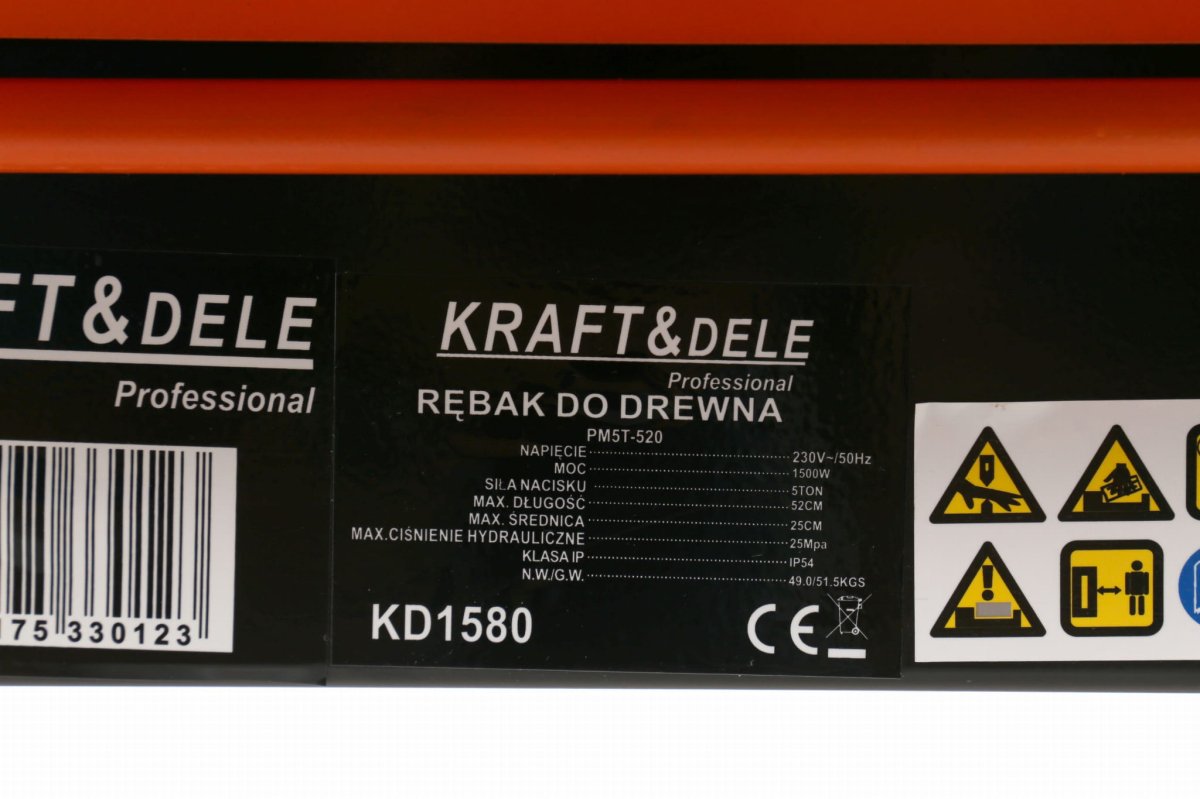 FT&DELE
Professional
175 330123
KRAFT&DELE
Professional
RĘBAK DO DREWNA
PM5T-520
NAPIĘCIE 230V~/50Hz
MOC 1500W
SIŁA NACISKU 5TON
MAX. DŁUGOŚĆ 52CM
MAX. ŚREDNICA 25CM
MAX.CIŚNIENIE HYDRAULICZNE 25Mpa
KLASA IP IP54
N.W./G.W. 49.0/51.5KGS
KD1580
CE